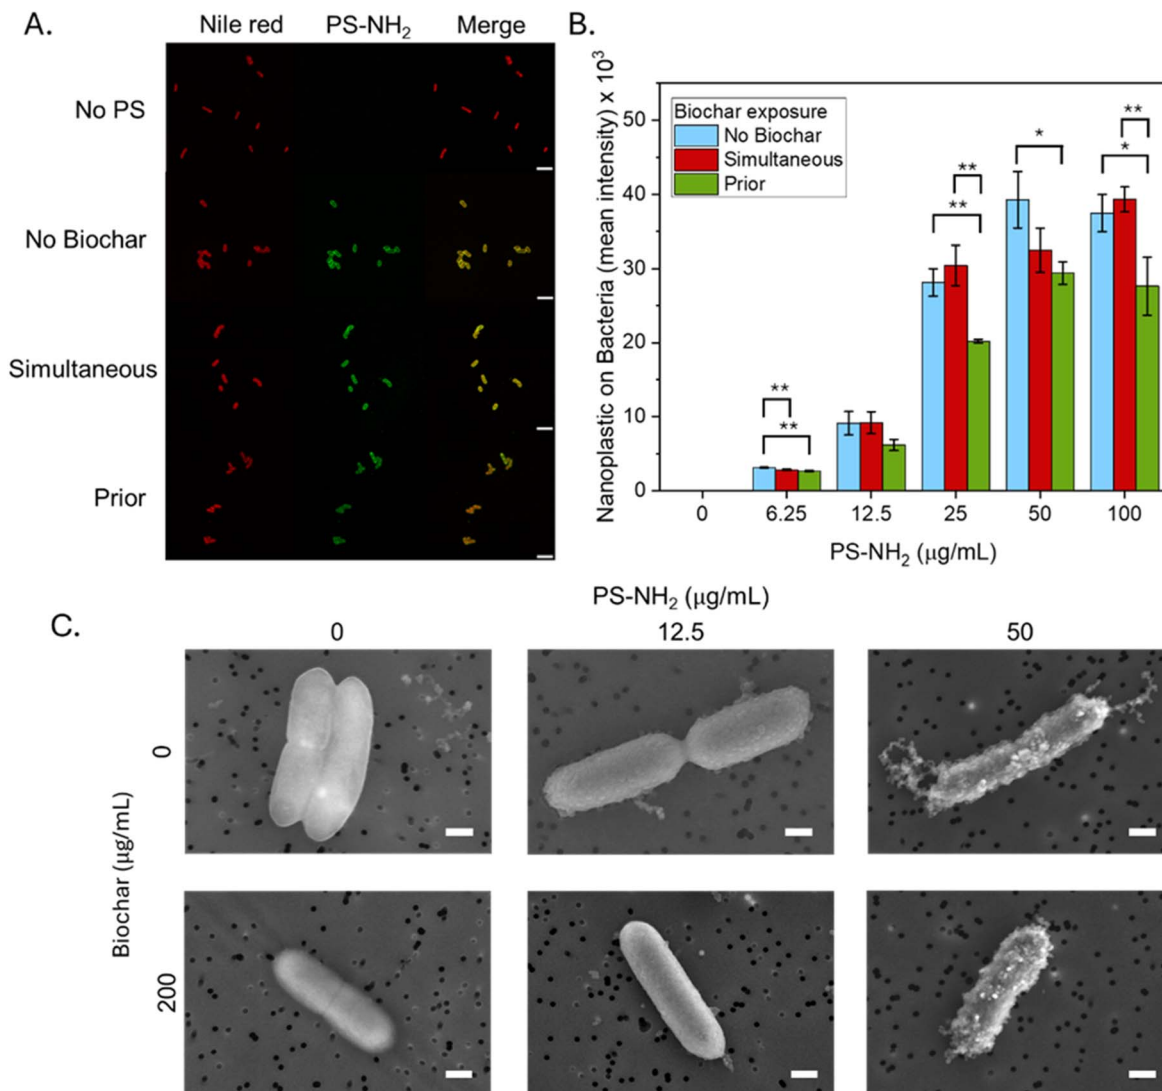 A.
Nile red PS-NH₂ Merge
No PS
No Biochar
Simultaneous
Prior
B.
Nanoplastic on Bacteria (mean intensity) x 10³
50
40
30
20
10
0
Biochar exposure
No Biochar
Simultaneous
Prior
** ** ** ** * ** *
0 6.25 12.5 25 50 100
PS-NH₂ (μg/mL)
C.
PS-NH₂ (μg/mL)
0 12.5 50
Biochar (μg/mL)
0
200